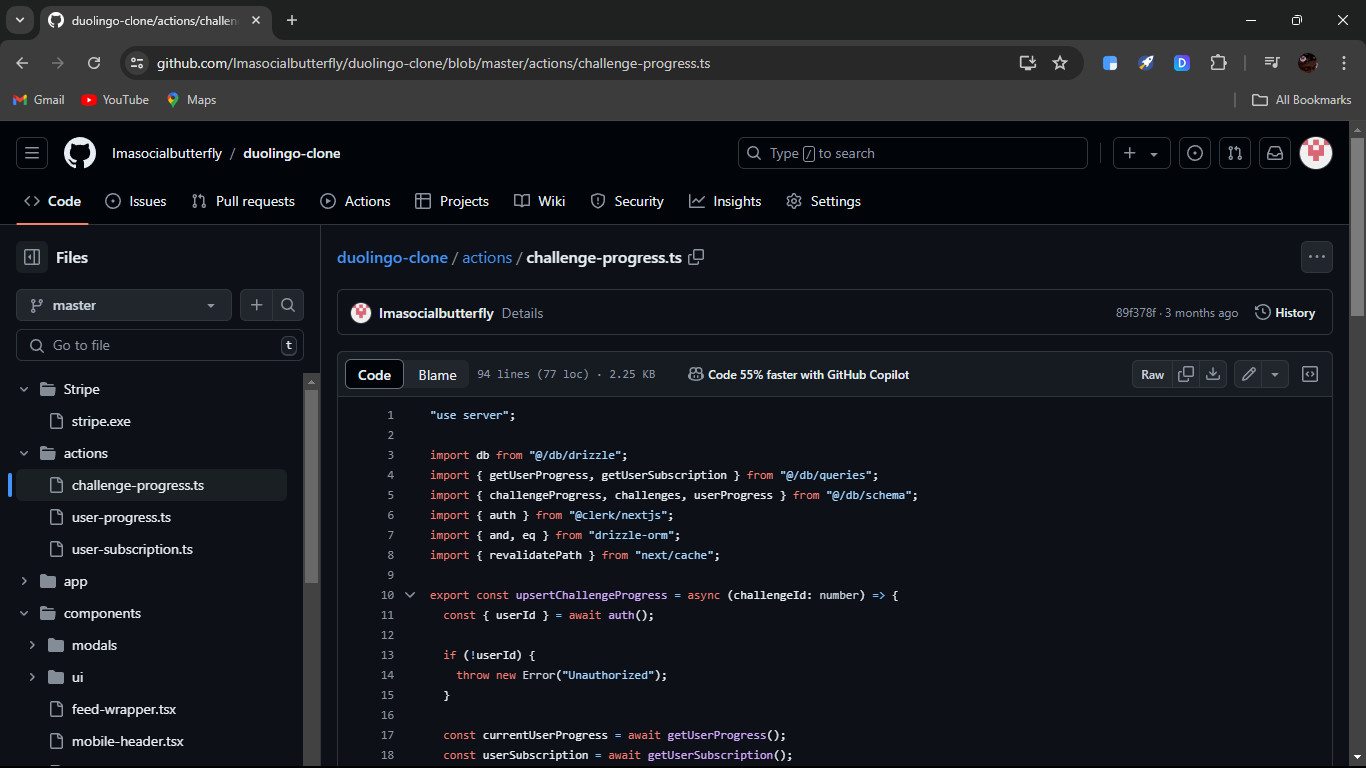 duolingo-clone/actions/challen
github.com/Imasocialbutterfly/duolingo-clone/blob/master/actions/challenge-progress.ts
Gmail
YouTube
Maps
All Bookmarks
Imasocialbutterfly / duolingo-clone
Type / to search
Code
Issues
Pull requests
Actions
Projects
Wiki
Security
Insights
Settings
Files
master
Go to file
t
Stripe
stripe.exe
actions
challenge-progress.ts
user-progress.ts
user-subscription.ts
app
components
modals
ui
feed-wrapper.tsx
mobile-header.tsx
duolingo-clone / actions / challenge-progress.ts
Imasocialbutterfly Details
89f378f · 3 months ago
History
Code
Blame
94 lines (77 loc) · 2.25 KB
Code 55% faster with GitHub Copilot
Raw
1 "use server";
2
3 import db from "@/db/drizzle";
4 import { getUserProgress, getUserSubscription } from "@/db/queries";
5 import { challengeProgress, challenges, userProgress } from "@/db/schema";
6 import { auth } from "@clerk/nextjs";
7 import { and, eq } from "drizzle-orm";
8 import { revalidatePath } from "next/cache";
9
10 export const upsertChallengeProgress = async (challengeId: number) => {
11 const { userId } = await auth();
12
13 if (!userId) {
14 throw new Error("Unauthorized");
15 }
16
17 const currentUserProgress = await getUserProgress();
18 const userSubscription = await getUserSubscription();